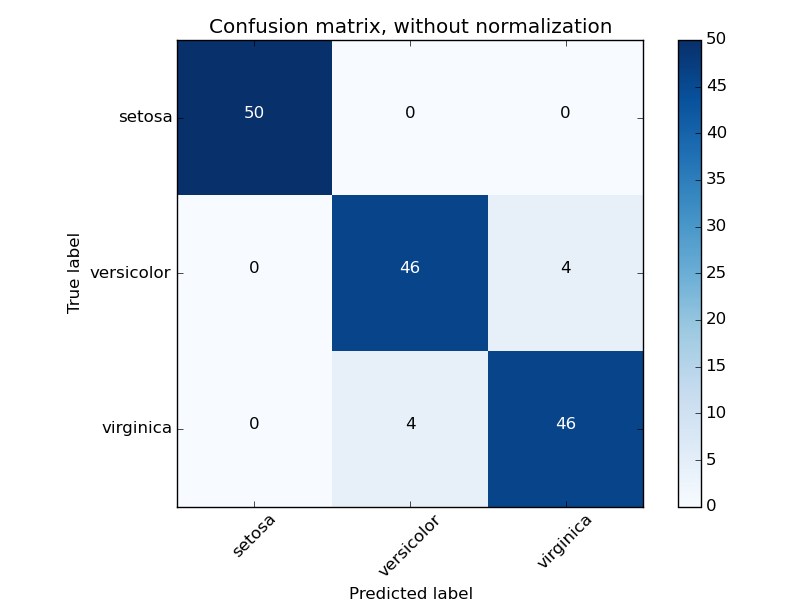 Confusion matrix, without normalization
setosa 50 0 0
versicolor 0 46 4
virginica 0 4 46
setosa versicolor virginica
Predicted label
True label
50
45
40
35
30
25
20
15
10
5
0